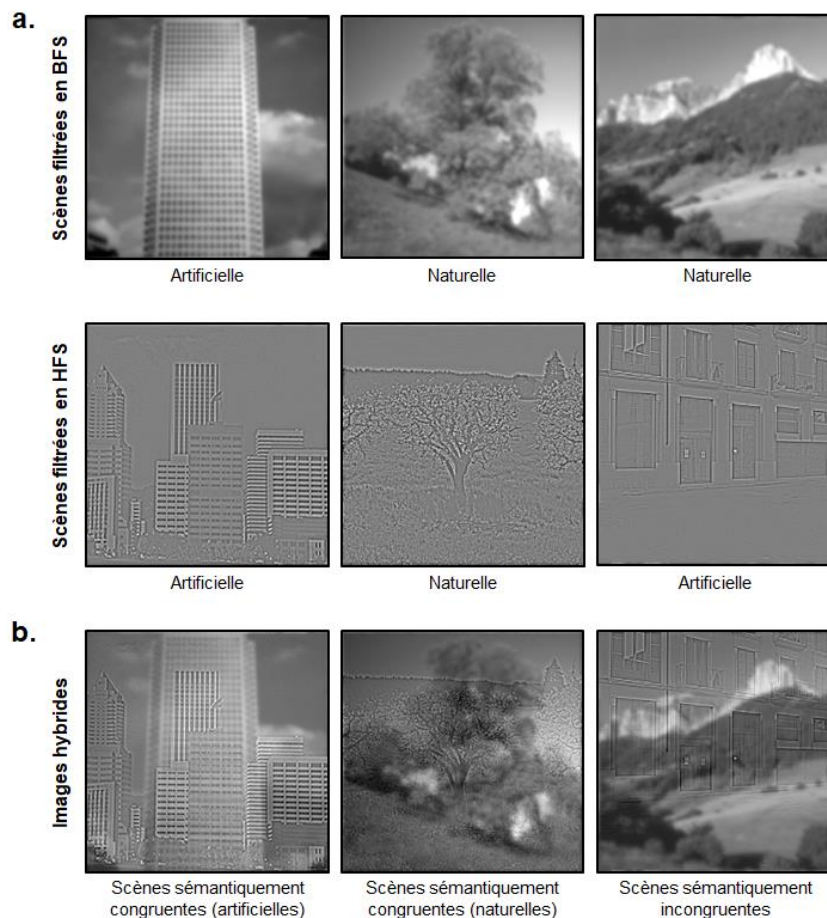 a.
Scènes filtrées en BFS
Artificielle
Naturelle
Naturelle
Scènes filtrées en HFS
Artificielle
Naturelle
Artificielle
b.
Images hybrides
Scènes sémantiquement
congruentes (artificielles)
Scènes sémantiquement
congruentes (naturelles)
Scènes sémantiquement
incongruentes